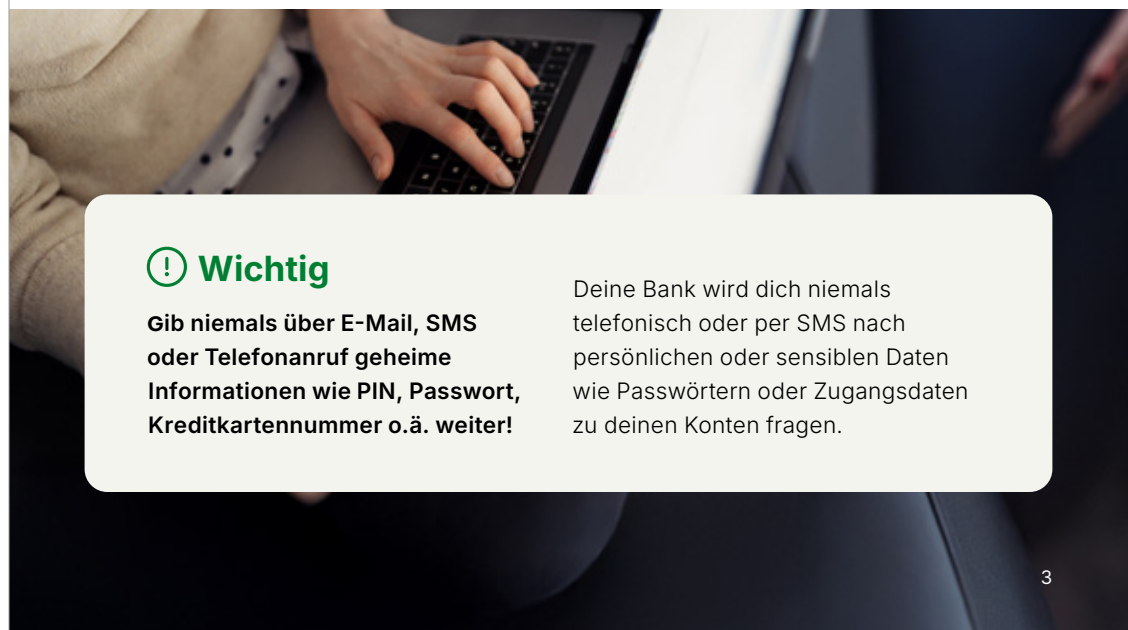 Wichtig
Gib niemals über E-Mail, SMS
oder Telefonanruf geheime
Informationen wie PIN, Passwort,
Kreditkartennummer o.ä. weiter!
Deine Bank wird dich niemals
telefonisch oder per SMS nach
persönlichen oder sensiblen Daten
wie Passwörtern oder Zugangsdaten
zu deinen Konten fragen.
3